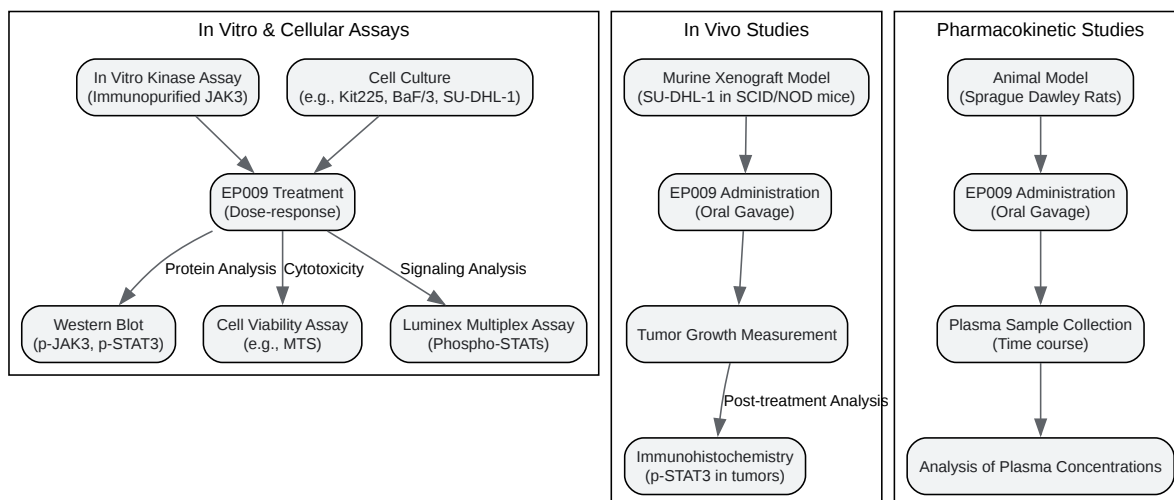 In Vitro & Cellular Assays
In Vitro Kinase Assay
(Immunopurified JAK3)
Cell Culture
(e.g., Kit225, BaF/3, SU-DHL-1)
EP009 Treatment
(Dose-response)
Protein Analysis
Cytotoxicity
Signaling Analysis
Western Blot
(p-JAK3, p-STAT3)
Cell Viability Assay
(e.g., MTS)
Luminex Multiplex Assay
(Phospho-STATs)
In Vivo Studies
Murine Xenograft Model
(SU-DHL-1 in SCID/NOD mice)
EP009 Administration
(Oral Gavage)
Tumor Growth Measurement
Post-treatment Analysis
Immunohistochemistry
(p-STAT3 in tumors)
Pharmacokinetic Studies
Animal Model
(Sprague Dawley Rats)
EP009 Administration
(Oral Gavage)
Plasma Sample Collection
(Time course)
Analysis of Plasma Concentrations